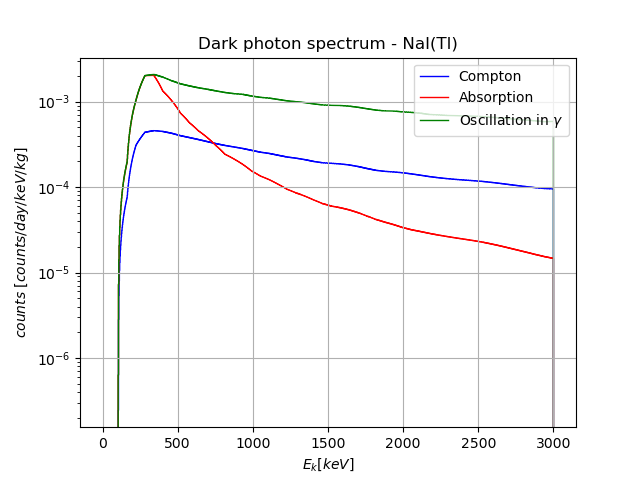 Dark photon spectrum - NaI(Tl)
Compton
Absorption
Oscillation in γ
counts [counts/day/keV/kg]
10⁻³
10⁻⁴
10⁻⁵
10⁻⁶
0 500 1000 1500 2000 2500 3000
Eₖ[keV]